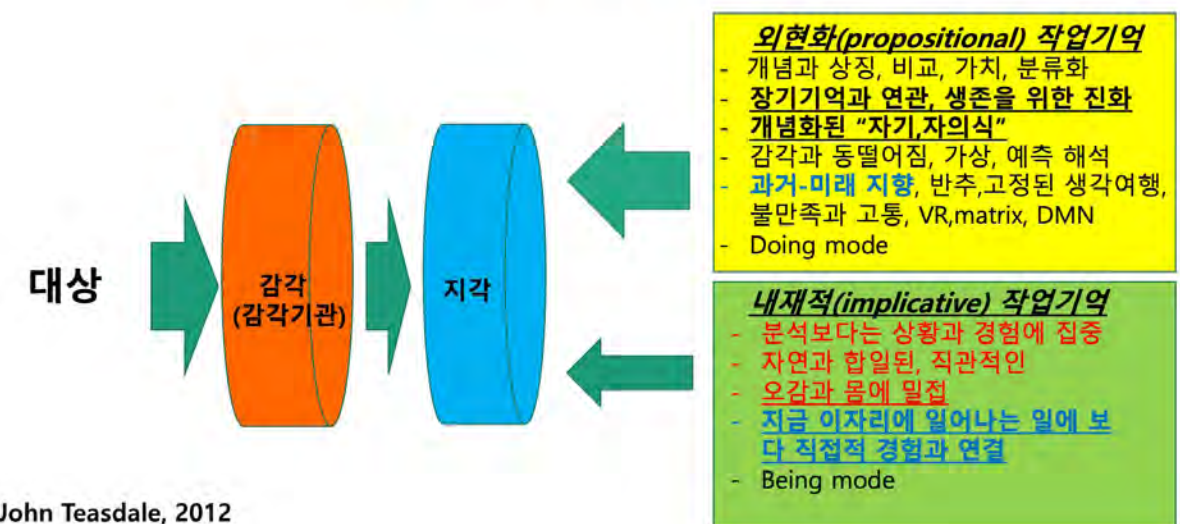 외현화(propositional) 작업기억
- 개념과 상징, 비교, 가치, 분류화
- 장기기억과 연관, 생존을 위한 진화
- 개념화된 “자기,자의식”
- 감각과 동떨어짐, 가상, 예측 해석
- 과거-미래 지향, 반추,고정된 생각여행,
불만족과 고통, VR,matrix, DMN
- Doing mode
대상
감각
(감각기관)
지각
내재적(implicative) 작업기억
- 분석보다는 상황과 경험에 집중
- 자연과 합일된, 직관적인
- 오감과 몸에 밀접
- 지금 이자리에 일어나는 일에 보
다 직접적 경험과 연결
- Being mode
John Teasdale, 2012